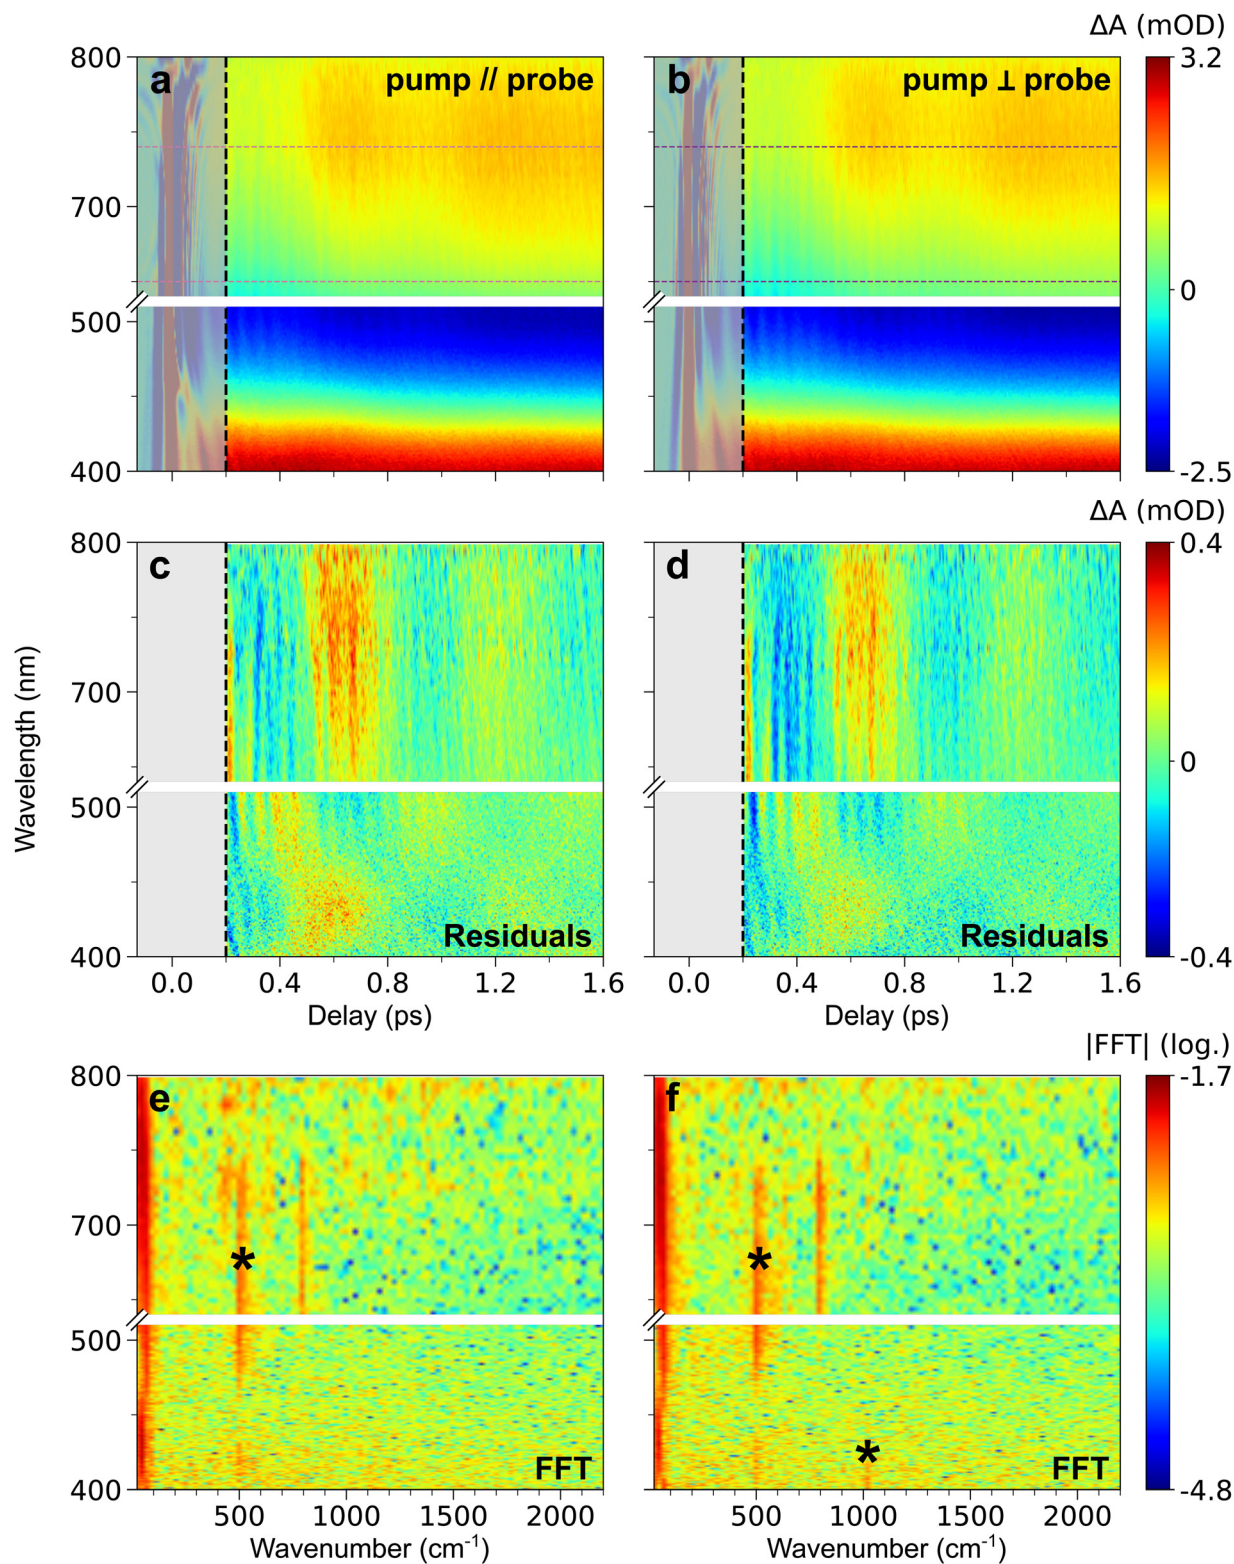 ΔA (mOD)
800
a
pump // probe
b
pump ⊥ probe
3.2
700
0
500
400
-2.5
ΔA (mOD)
800
c
d
0.4
700
0
500
Residuals
Residuals
400
-0.4
0.0 0.4 0.8 1.2 1.6
0.0 0.4 0.8 1.2 1.6
Delay (ps)
Delay (ps)
Wavelength (nm)
|FFT| (log.)
800
e
f
-1.7
700
*
*
500
*
FFT
FFT
400
-4.8
500 1000 1500 2000
500 1000 1500 2000
Wavenumber (cm⁻¹)
Wavenumber (cm⁻¹)